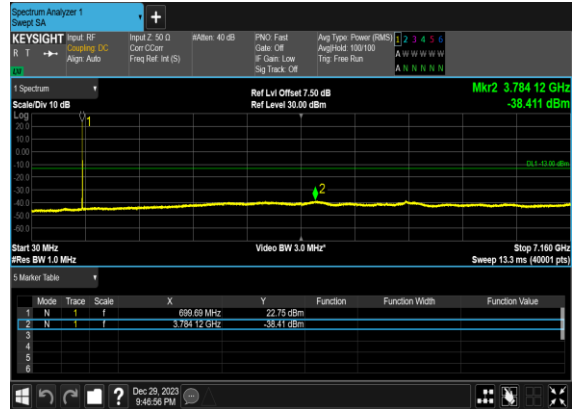 Spectrum Analyzer 1
Swept SA
+
KEYSIGHT Input: RF Input Z: 50 Ω #Atten: 40 dB PNO: Fast Avg Type: Power (RMS) 1 2 3 4 5 6
R T Coupling: DC Corr CCorr Gate: Off Avg|Hold: 100/100 A W W W W W
Align: Auto Freq Ref: Int (S) IF Gain: Low Trig: Free Run
Sig Track: Off A N N N N N
1 Spectrum Ref Lvl Offset 7.50 dB Mkr2 3.784 12 GHz
Scale/Div 10 dB Ref Level 30.00 dBm -38.411 dBm
Log
20.0
10.0
0.00
-10.0
-20.0
-30.0
-40.0
-50.0
-60.0
1
2
DL1 -13.00 dBm
Start 30 MHz Video BW 3.0 MHz* Stop 7.160 GHz
#Res BW 1.0 MHz Sweep 13.3 ms (40001 pts)
5 Marker Table
Mode Trace Scale X Y Function Function Width Function Value
1 N 1 f 699.69 MHz 22.75 dBm
2 N 1 f 3.784 12 GHz -38.41 dBm
3
4
5
6
? Dec 29, 2023
9:46:56 PM